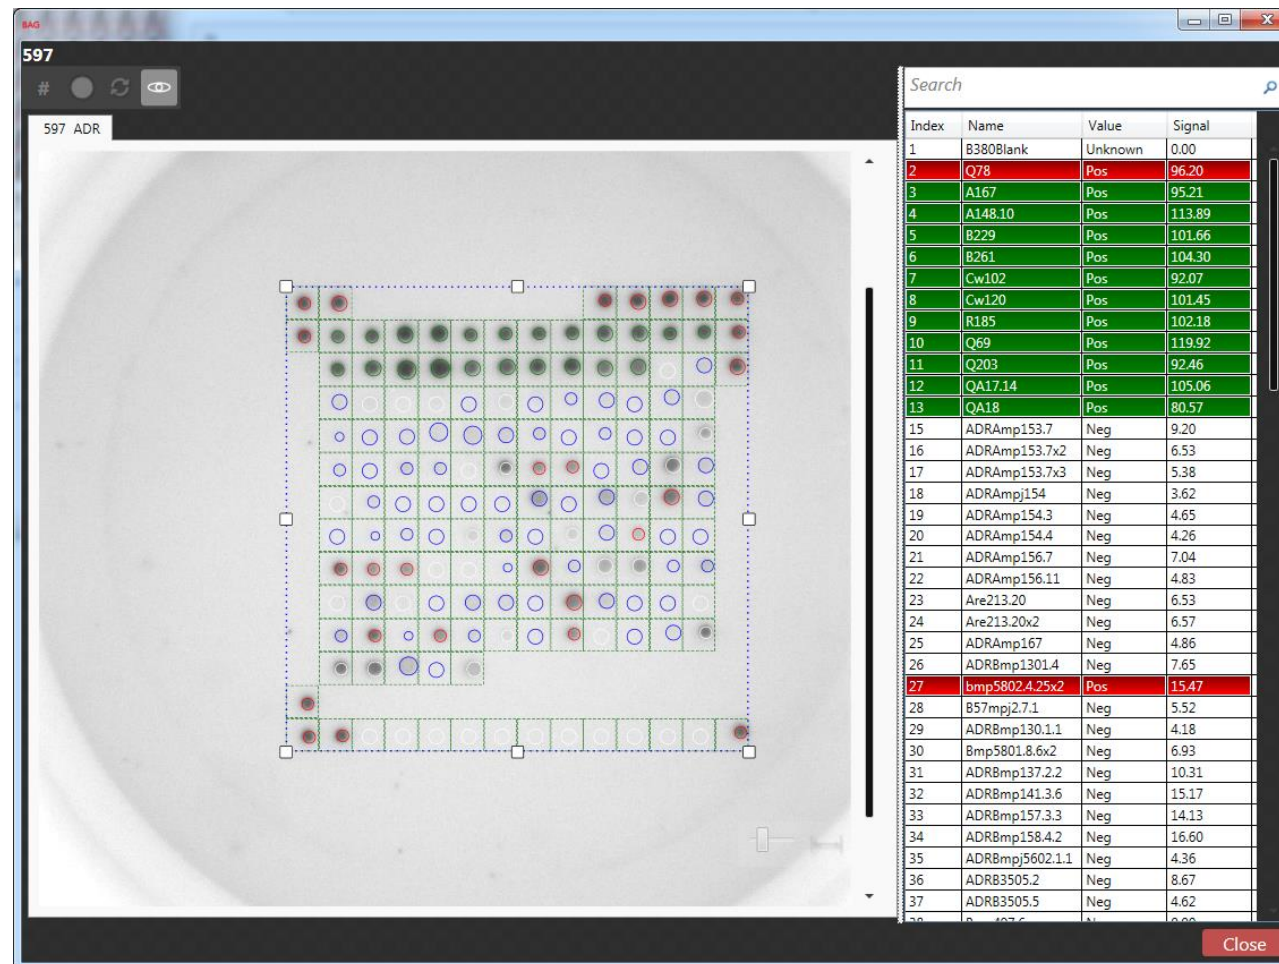 BAG
597
#
597 ADR
Search
Index Name Value Signal
1 B380Blank Unknown 0.00
2 Q78 Pos 96.20
3 A167 Pos 95.21
4 A148.10 Pos 113.89
5 B229 Pos 101.66
6 B261 Pos 104.30
7 Cw102 Pos 92.07
8 Cw120 Pos 101.45
9 R185 Pos 102.18
10 Q69 Pos 119.92
11 Q203 Pos 92.46
12 QA17.14 Pos 105.06
13 QA18 Pos 80.57
15 ADRAmp153.7 Neg 9.20
16 ADRAmp153.7x2 Neg 6.53
17 ADRAmp153.7x3 Neg 5.38
18 ADRAmpj154 Neg 3.62
19 ADRAmp154.3 Neg 4.65
20 ADRAmp154.4 Neg 4.26
21 ADRAmp156.7 Neg 7.04
22 ADRAmp156.11 Neg 4.83
23 Are213.20 Neg 6.53
24 Are213.20x2 Neg 6.57
25 ADRAmp167 Neg 4.86
26 ADRBmp1301.4 Neg 7.65
27 bmp5802.4.25x2 Pos 15.47
28 B57mpj2.7.1 Neg 5.52
29 ADRBmp130.1.1 Neg 4.18
30 Bmp5801.8.6x2 Neg 6.93
31 ADRBmp137.2.2 Neg 10.31
32 ADRBmp141.3.6 Neg 15.17
33 ADRBmp157.3.3 Neg 14.13
34 ADRBmp158.4.2 Neg 16.60
35 ADRBmpj5602.1.1 Neg 4.36
36 ADRB3505.2 Neg 8.67
37 ADRB3505.5 Neg 4.62
Close